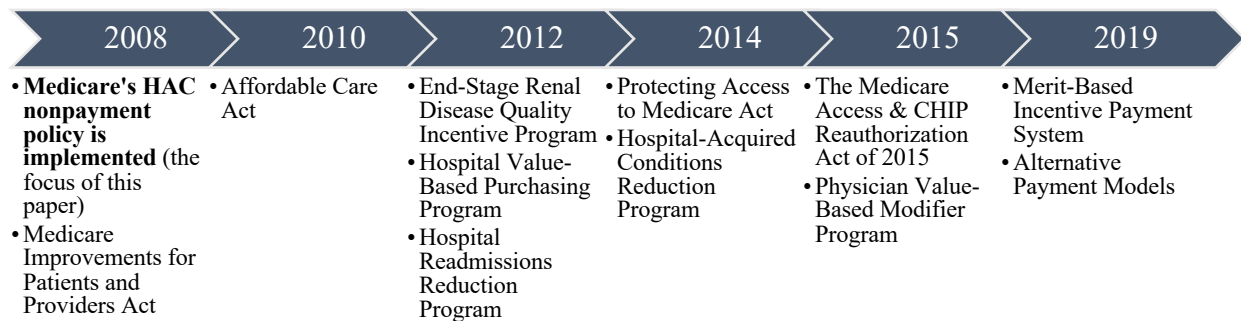 2008
2010
2012
2014
2015
2019
• Medicare's HAC
nonpayment
policy is
implemented (the
focus of this
paper)
• Medicare
Improvements for
Patients and
Providers Act
• Affordable Care
Act
• End-Stage Renal
Disease Quality
Incentive Program
• Hospital Value-
Based Purchasing
Program
• Hospital
Readmissions
Reduction
Program
• Protecting Access
to Medicare Act
• Hospital-Acquired
Conditions
Reduction
Program
• The Medicare
Access & CHIP
Reauthorization
Act of 2015
• Physician Value-
Based Modifier
Program
• Merit-Based
Incentive Payment
System
• Alternative
Payment Models